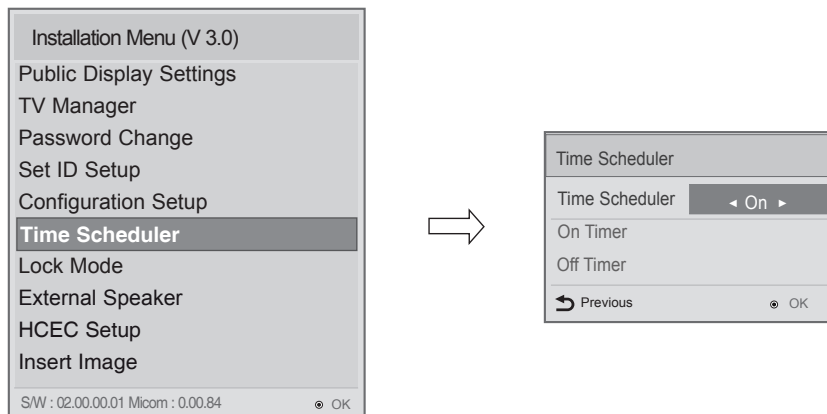 Installation Menu (V 3.0)
Public Display Settings
TV Manager
Password Change
Set ID Setup
Configuration Setup
Time Scheduler
Lock Mode
External Speaker
HCEC Setup
Insert Image
S/W : 02.00.00.01 Micom : 0.00.84 ◉ OK
Time Scheduler
Time Scheduler ◄ On ►
On Timer
Off Timer
Previous ◉ OK